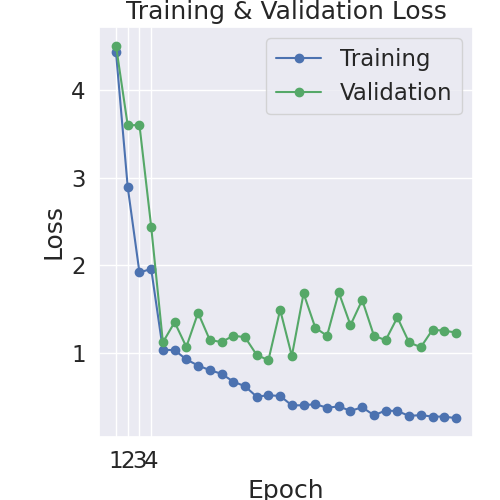 Training & Validation Loss
Training
Validation
4
3
2
1
Loss
1234
Epoch